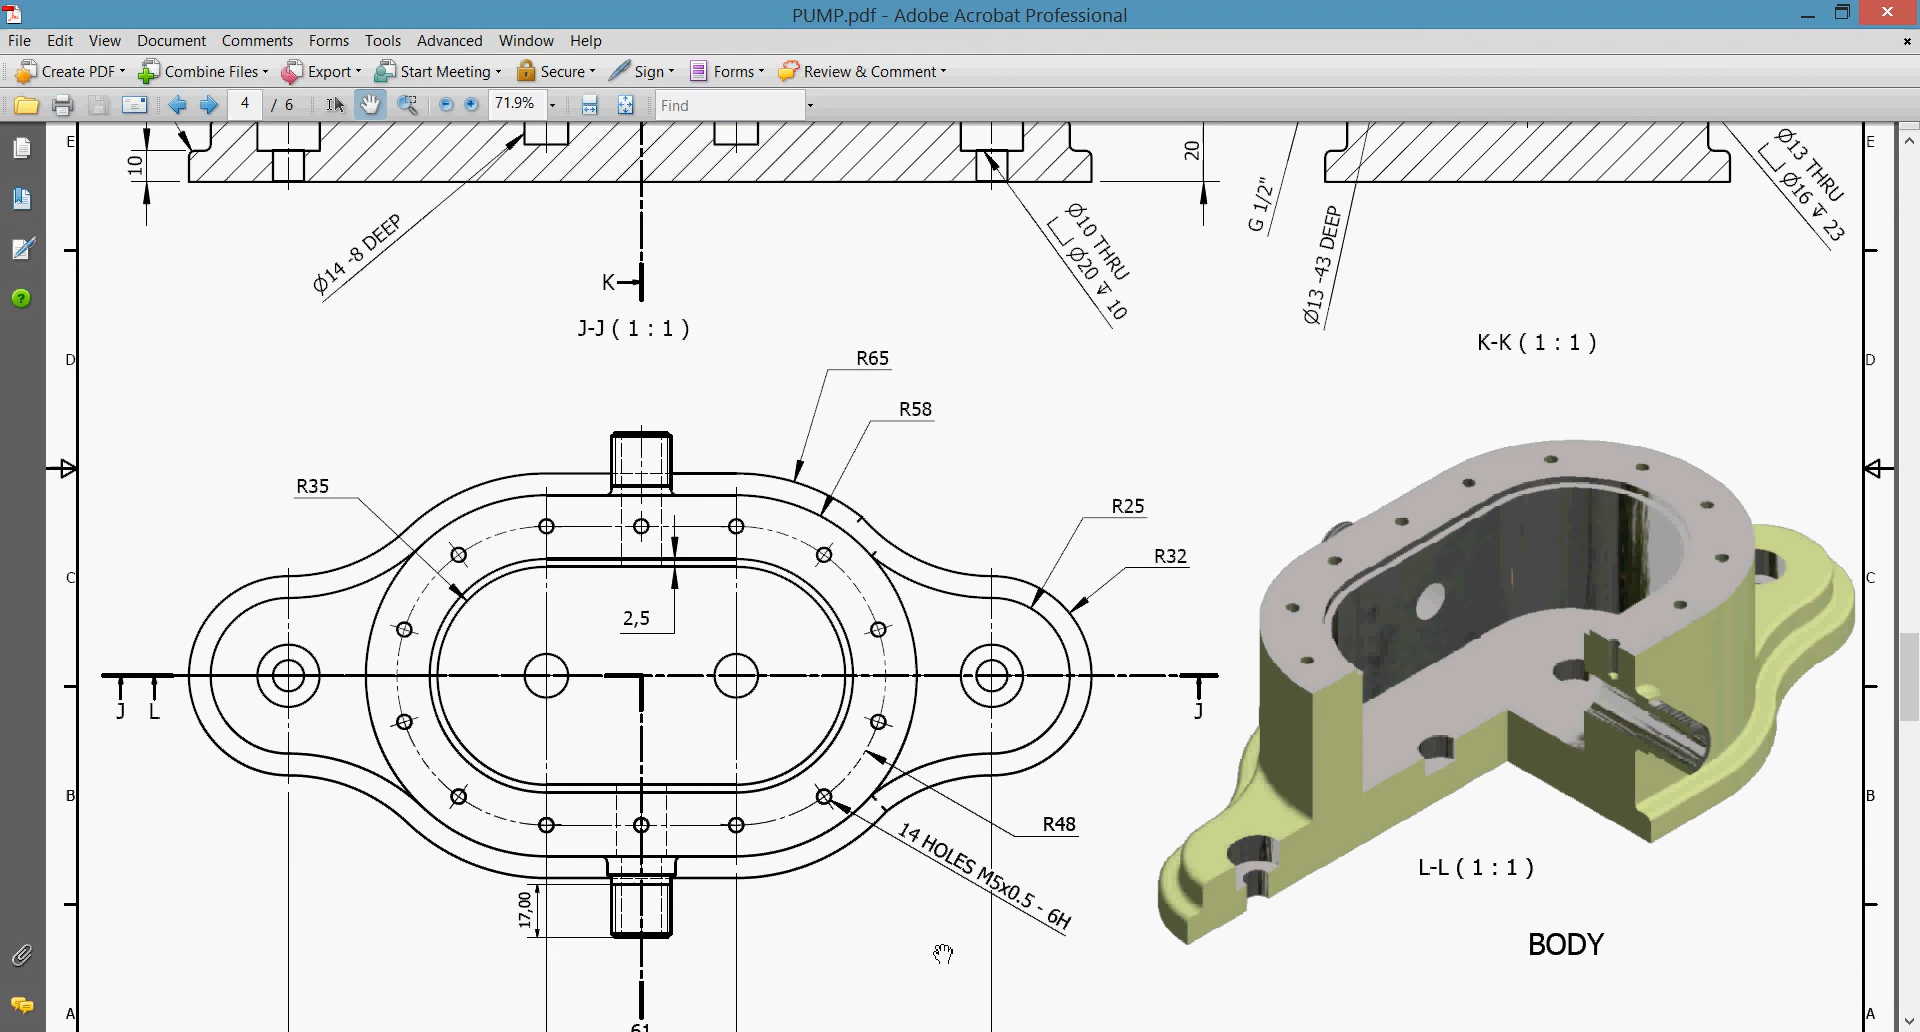 PUMP.pdf - Adobe Acrobat Professional
File Edit View Document Comments Forms Tools Advanced Window Help
Create PDF Combine Files Export Start Meeting Secure Sign Forms Review & Comment
4 / 6 71.9% Find
E
E
10
20
Ø14 -8 DEEP
Ø10 THRU
⌴ Ø20 ↧ 10
G 1/2"
Ø13 -43 DEEP
Ø13 THRU
⌴ Ø16 ↧ 23
K
J-J ( 1 : 1 )
K-K ( 1 : 1 )
D
D
R65
R58
R35
R25
R32
C
C
2,5
J L
J
B
B
R48
14 HOLES M5x0.5 - 6H
17,00
L-L ( 1 : 1 )
BODY
A
A
61